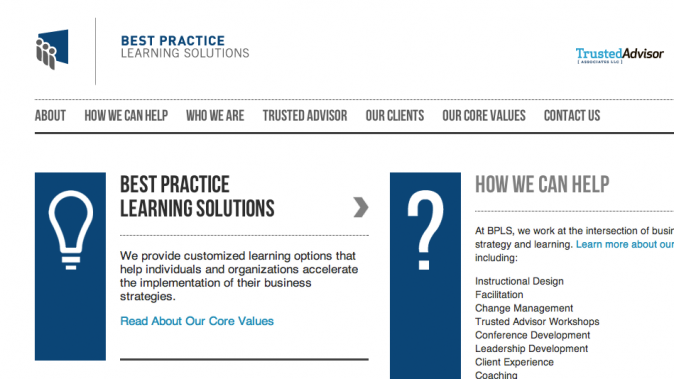 BEST PRACTICE
LEARNING SOLUTIONS
TrustedAdvisor
[ ASSOCIATES LLC ]
ABOUT HOW WE CAN HELP WHO WE ARE TRUSTED ADVISOR OUR CLIENTS OUR CORE VALUES CONTACT US
BEST PRACTICE
LEARNING SOLUTIONS
We provide customized learning options that
help individuals and organizations accelerate
the implementation of their business
strategies.
Read About Our Core Values
?
HOW WE CAN HELP
At BPLS, we work at the intersection of
strategy and learning. Learn more about our
including:
Instructional Design
Facilitation
Change Management
Trusted Advisor Workshops
Conference Development
Leadership Development
Client Experience
Coaching